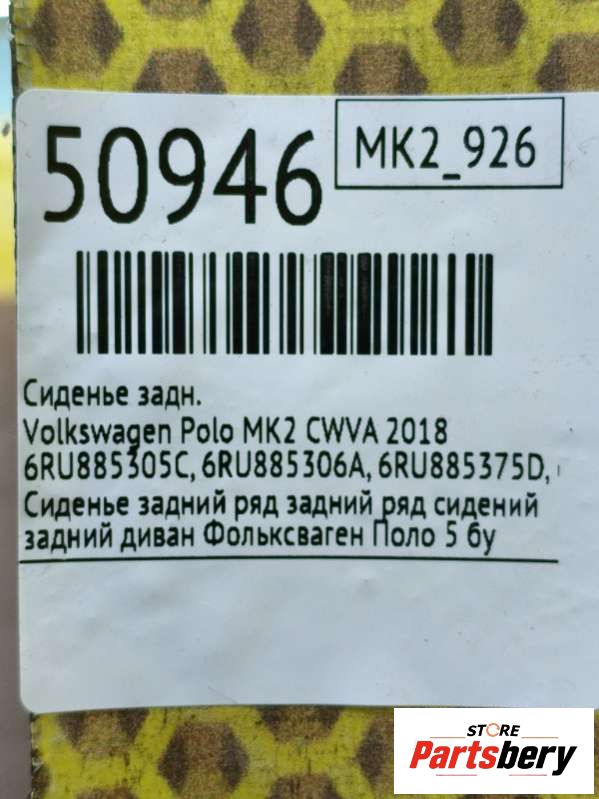 50946
MK2_926
Сиденье задн.
Volkswagen Polo MK2 CWVA 2018
6RU885305C, 6RU885306A, 6RU885375D,
Сиденье задний ряд задний ряд сидений
задний диван Фольксваген Поло 5 бу
STORE
Partsbery